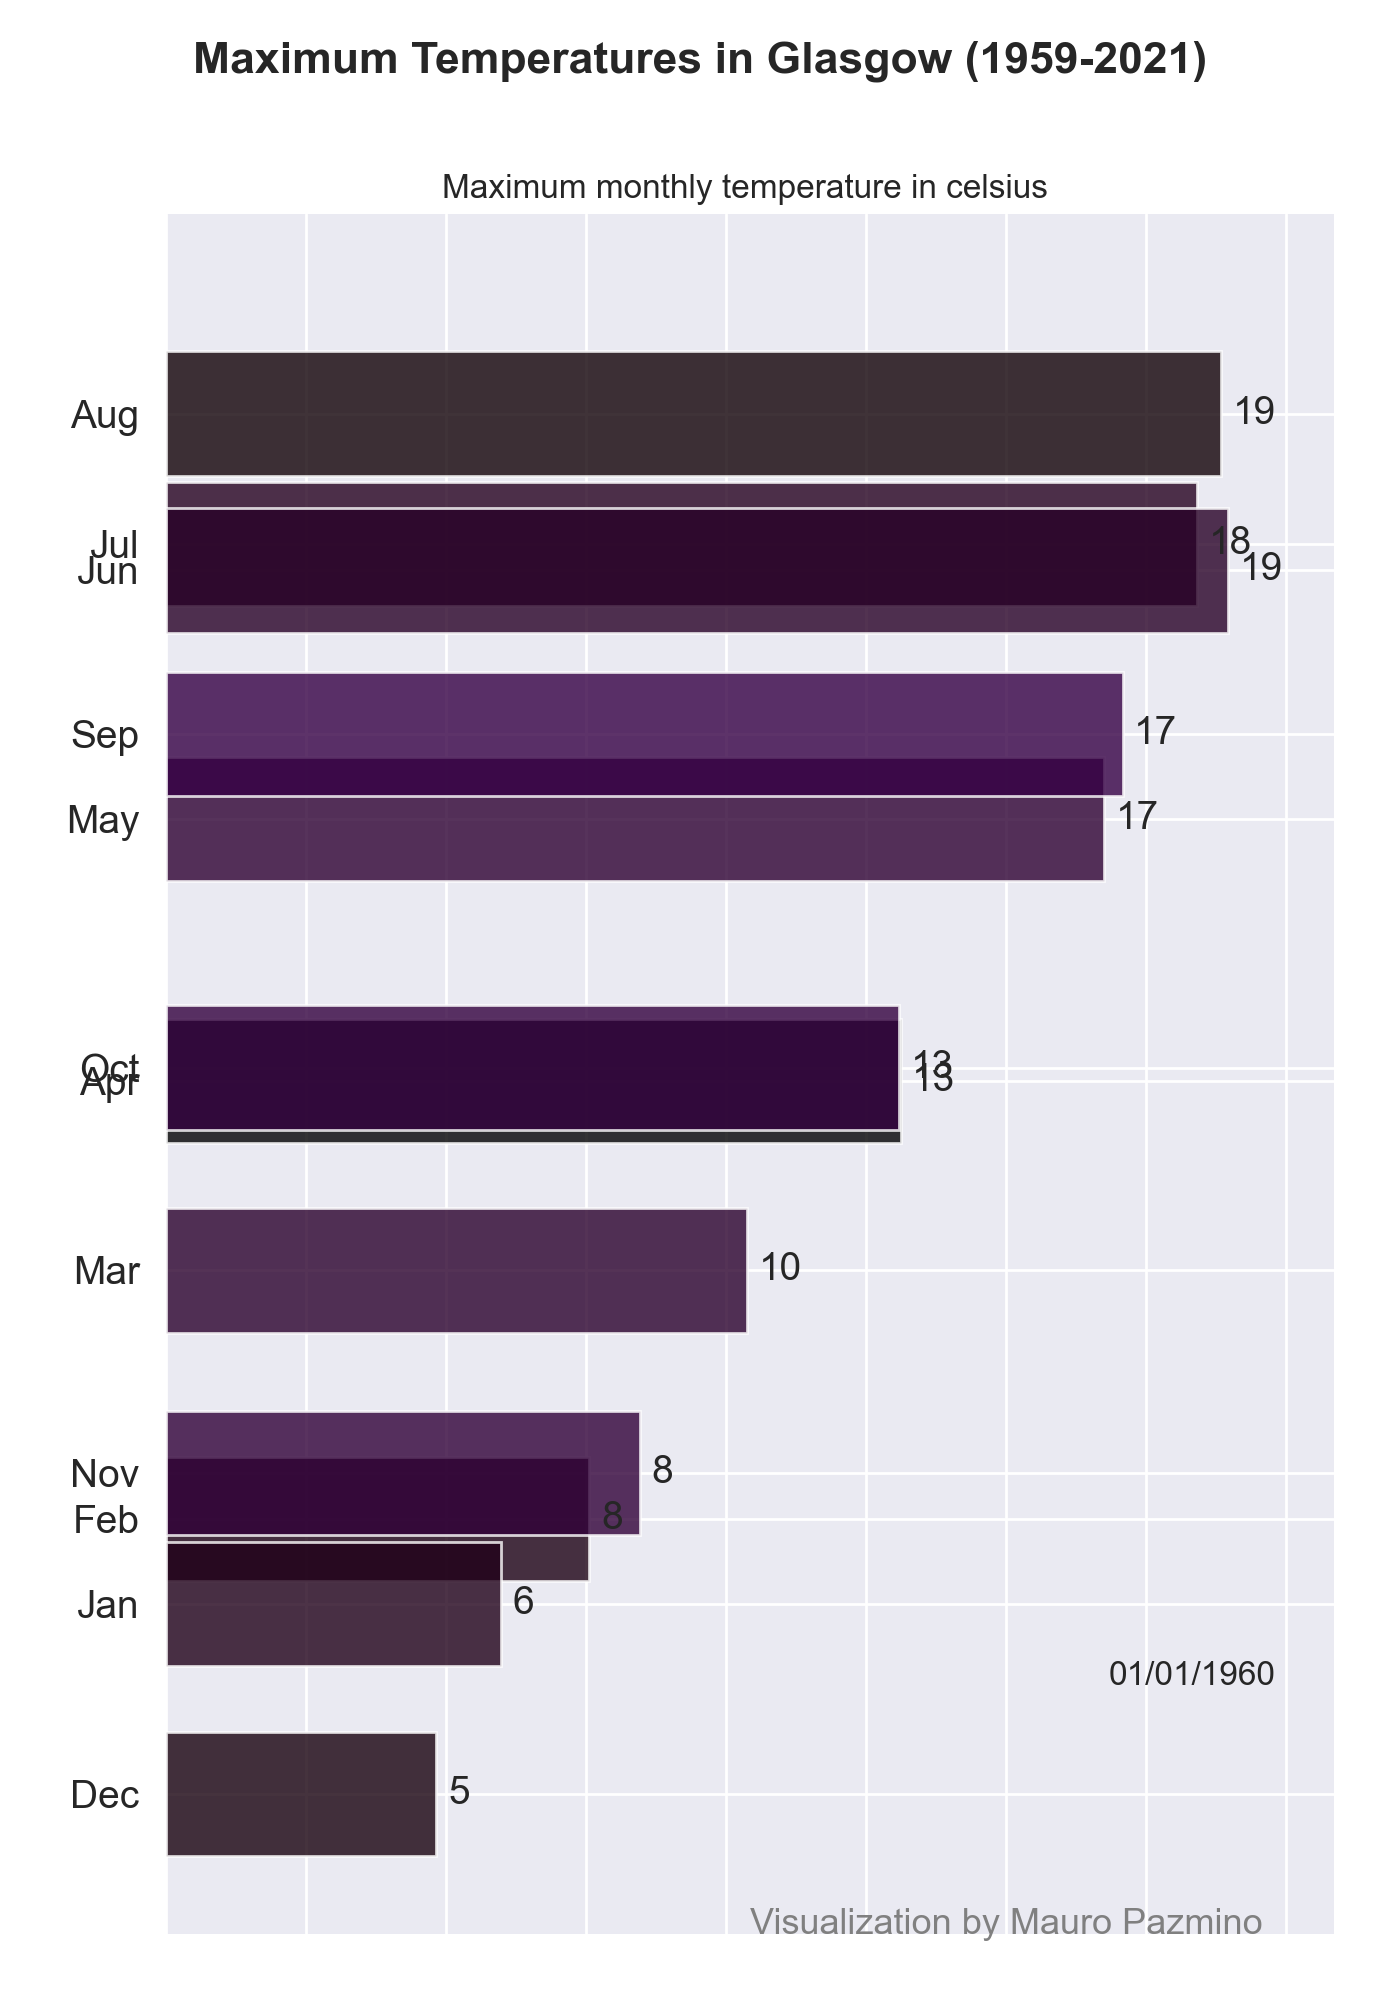 Maximum Temperatures in Glasgow (1959-2021)
Maximum monthly temperature in celsius
Aug 19
Jul 18
Jun 19
Sep 17
May 17
Oct 13
Apr 13
Mar 10
Nov 8
Feb 8
Jan 6
01/01/1960
Dec 5
Visualization by Mauro Pazmino